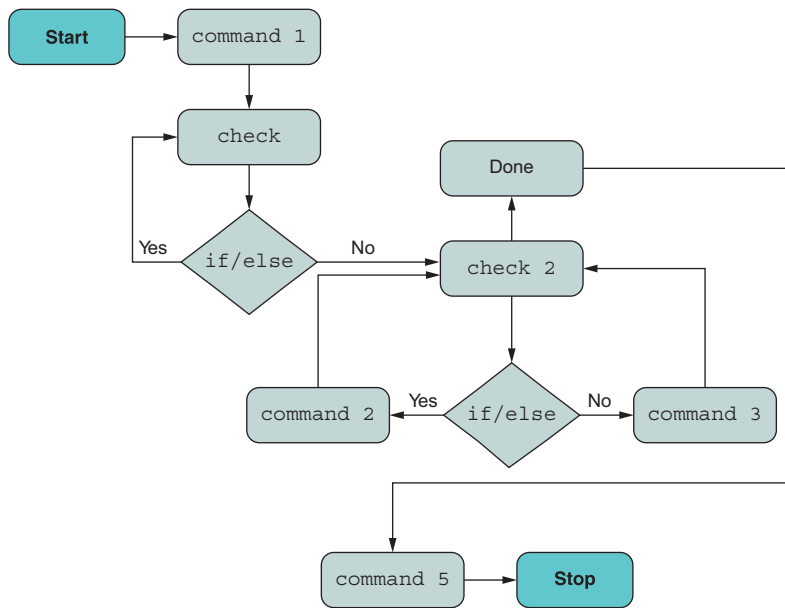 Start
command 1
check
Done
Yes
if/else
No
check 2
command 2
Yes
if/else
No
command 3
command 5
Stop